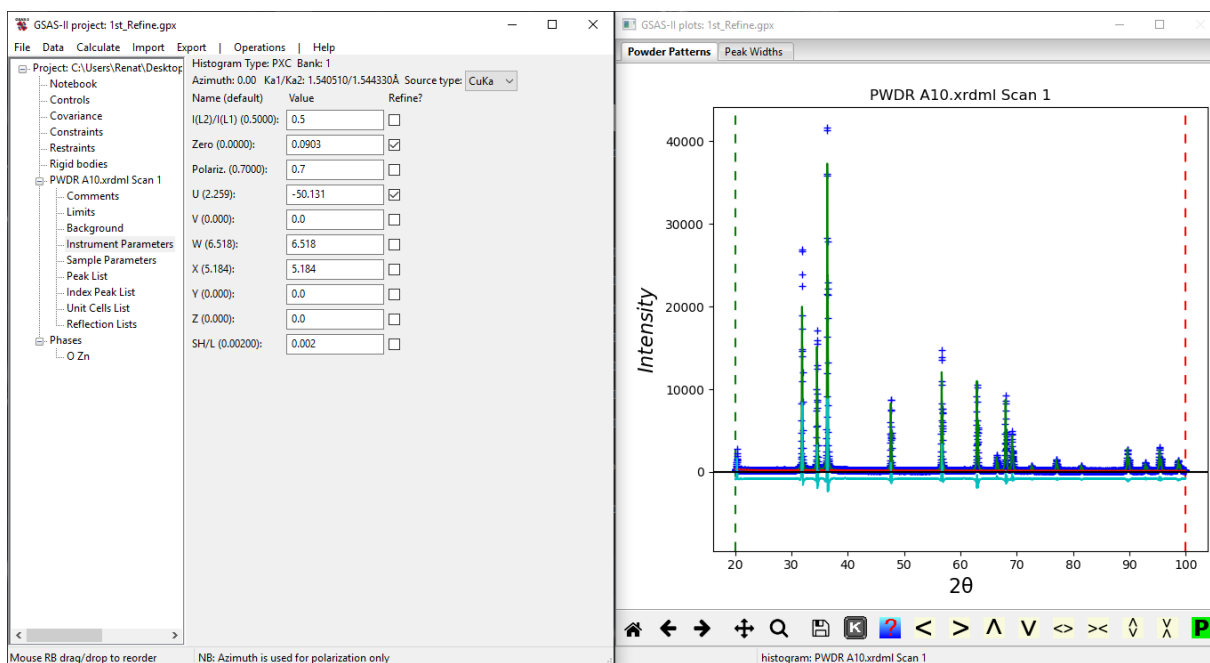 GSAS-II project: 1st_Refine.gpx
File Data Calculate Import Export | Operations | Help
Project: C:\Users\Renat\Desktop
Notebook
Controls
Covariance
Constraints
Restraints
Rigid bodies
PWDR A10.xrdml Scan 1
Comments
Limits
Background
Instrument Parameters
Sample Parameters
Peak List
Index Peak List
Unit Cells List
Reflection Lists
Phases
O Zn
Histogram Type: PXC Bank: 1
Azimuth: 0.00 Ka1/Ka2: 1.540510/1.544330Å Source type: CuKa
Name (default) Value Refine?
I(L2)/I(L1) (0.5000): 0.5
Zero (0.0000): 0.0903
Polariz. (0.7000): 0.7
U (2.259): -50.131
V (0.000): 0.0
W (6.518): 6.518
X (5.184): 5.184
Y (0.000): 0.0
Z (0.000): 0.0
SH/L (0.00200): 0.002
Mouse RB drag/drop to reorder NB: Azimuth is used for polarization only
GSAS-II plots: 1st_Refine.gpx
Powder Patterns Peak Widths
PWDR A10.xrdml Scan 1
40000
30000
20000
10000
0
Intensity
20 30 40 50 60 70 80 90 100
2θ
K ? P
histogram: PWDR A10.xrdml Scan 1